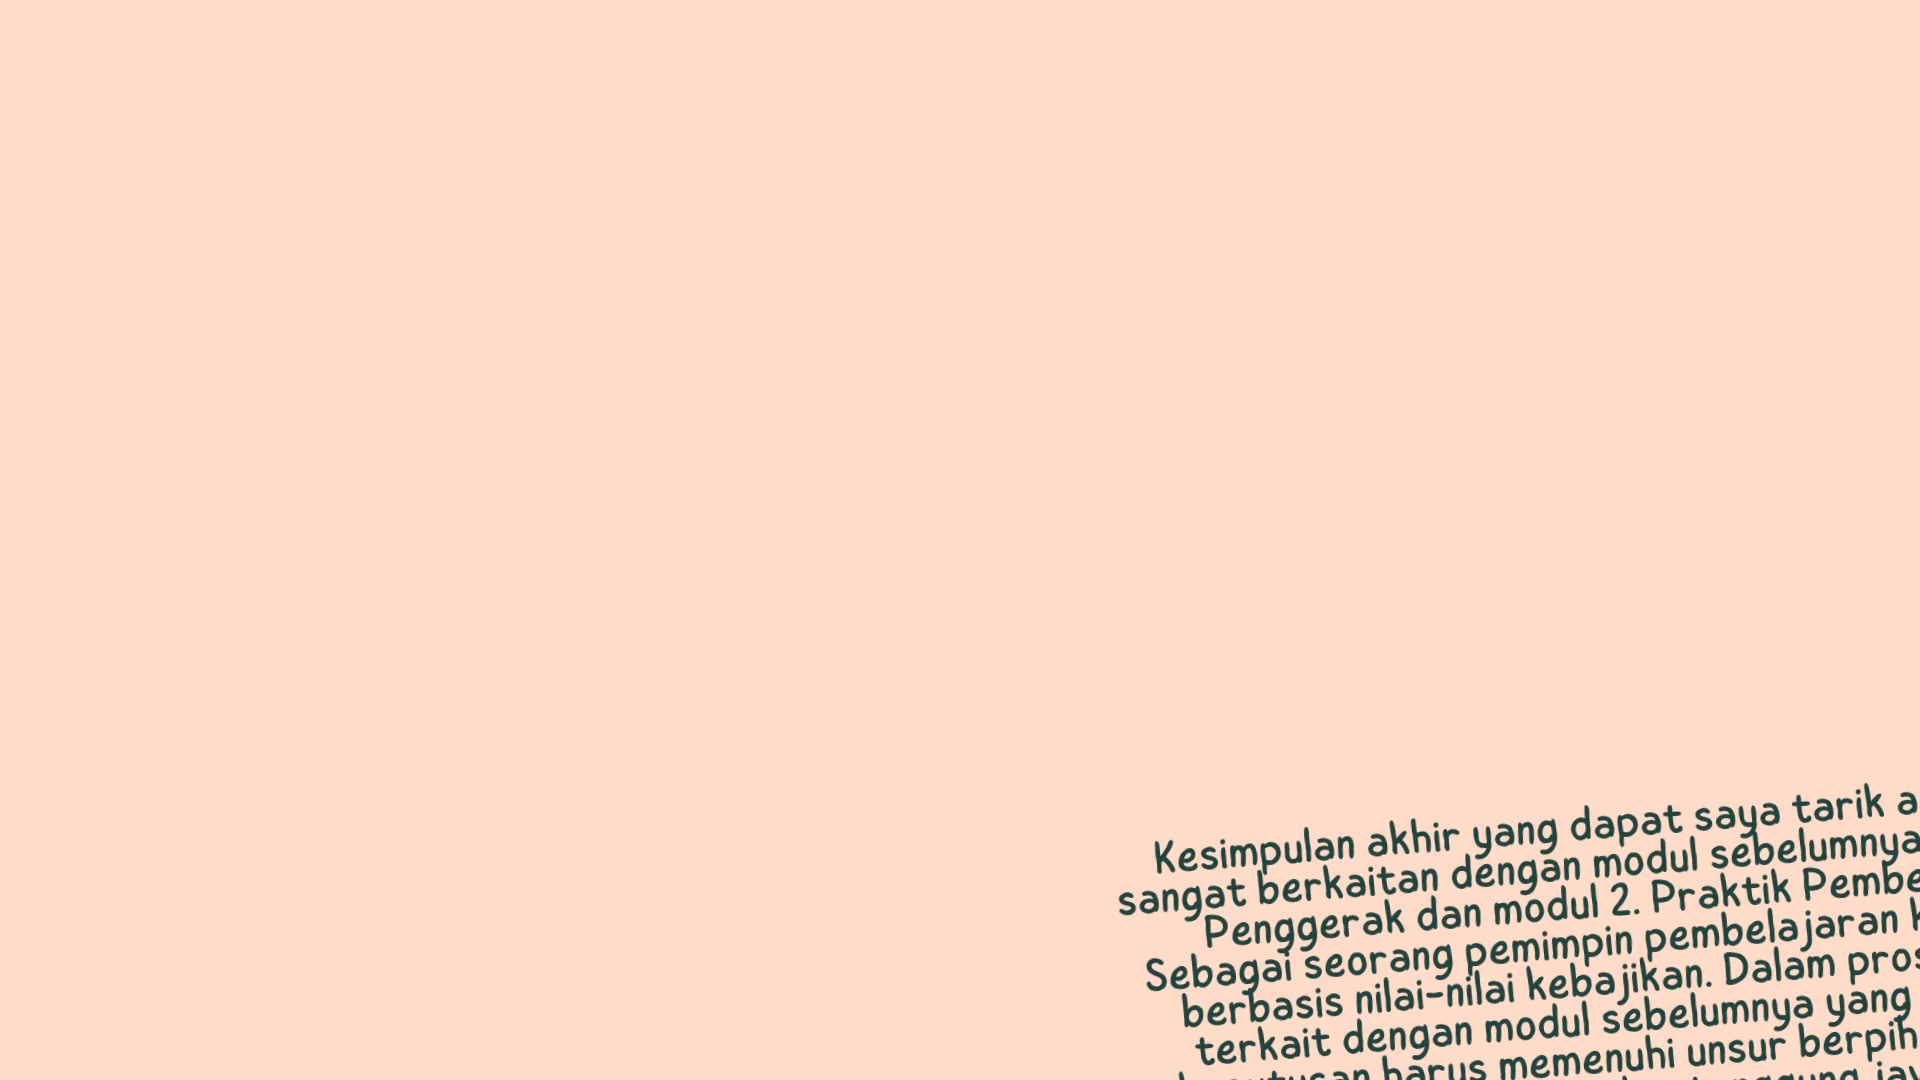 Kesimpulan akhir yang dapat saya tarik a
sangat berkaitan dengan modul sebelumnya
Penggerak dan modul 2. Praktik Pembe
Sebagai seorang pemimpin pembelajaran k
berbasis nilai-nilai kebajikan. Dalam pros
terkait dengan modul sebelumnya yang
harus memenuhi unsur berpih